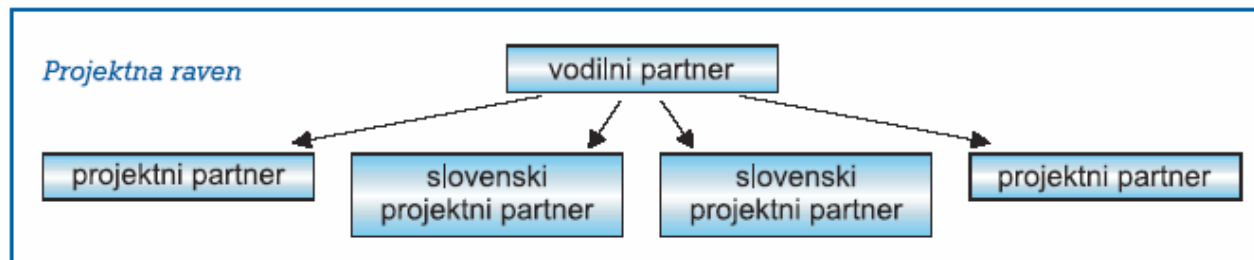 Projektna raven
vodilni partner
projektni partner
slovenski
projektni partner
slovenski
projektni partner
projektni partner